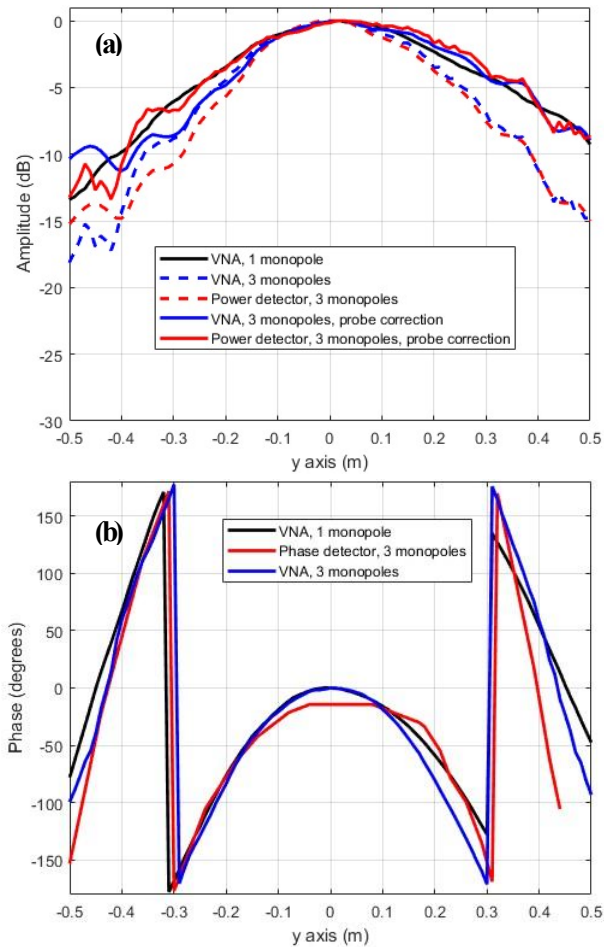 (a)
0
-5
-10
-15
-20
-25
-30
Amplitude (dB)
VNA, 1 monopole
VNA, 3 monopoles
Power detector, 3 monopoles
VNA, 3 monopoles, probe correction
Power detector, 3 monopoles, probe correction
-0.5 -0.4 -0.3 -0.2 -0.1 0 0.1 0.2 0.3 0.4 0.5
y axis (m)
(b)
150
100
50
0
-50
-100
-150
Phase (degrees)
VNA, 1 monopole
Phase detector, 3 monopoles
VNA, 3 monopoles
-0.5 -0.4 -0.3 -0.2 -0.1 0 0.1 0.2 0.3 0.4 0.5
y axis (m)